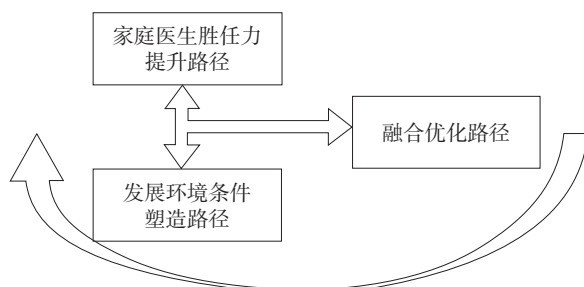 家庭医生胜任力
提升路径
融合优化路径
发展环境条件
塑造路径